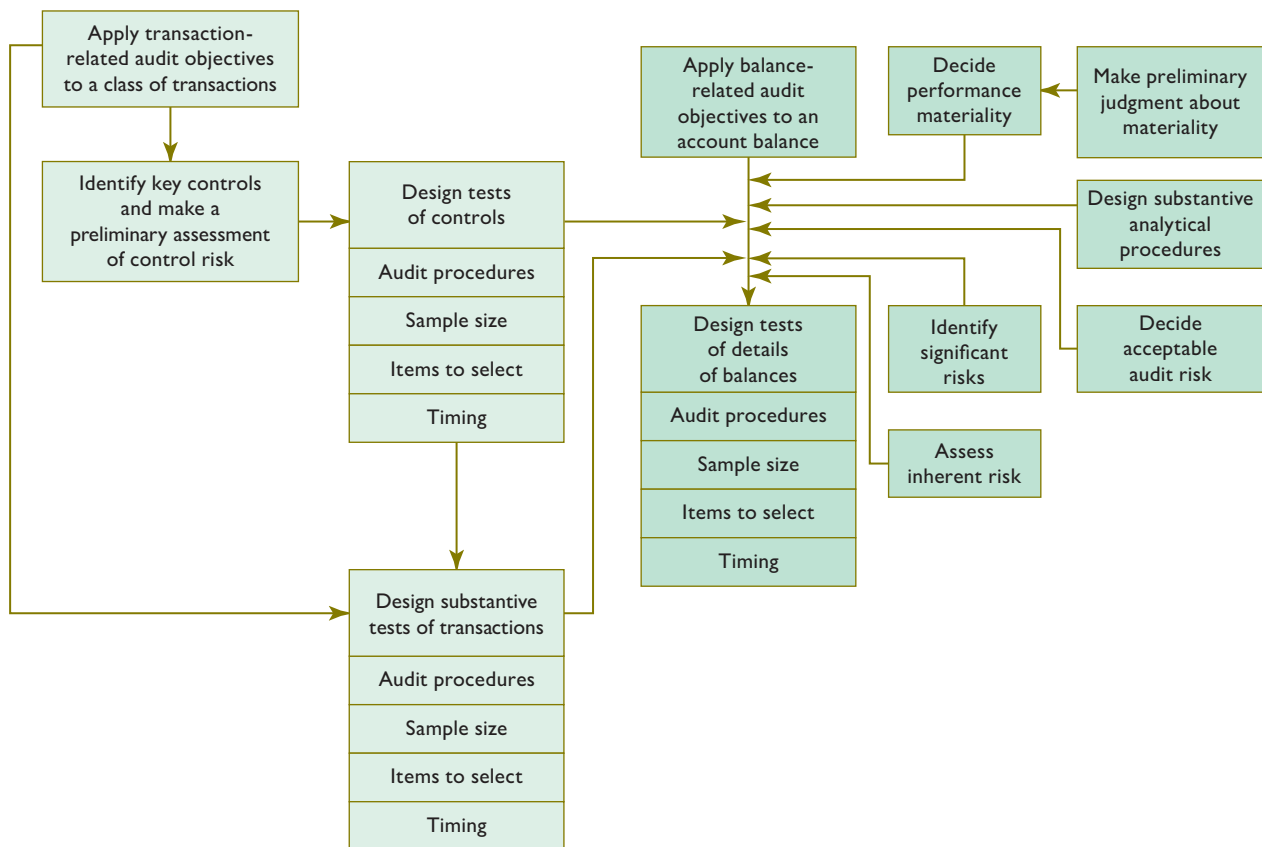 Apply transaction-
related audit objectives
to a class of transactions
Identify key controls
and make a
preliminary assessment
of control risk
Design tests
of controls
Audit procedures
Sample size
Items to select
Timing
Design substantive
tests of transactions
Audit procedures
Sample size
Items to select
Timing
Apply balance-
related audit
objectives to an
account balance
Decide
performance
materiality
Make preliminary
judgment about
materiality
Design substantive
analytical
procedures
Identify
significant
risks
Decide
acceptable
audit risk
Assess
inherent risk
Design tests
of details
of balances
Audit procedures
Sample size
Items to select
Timing